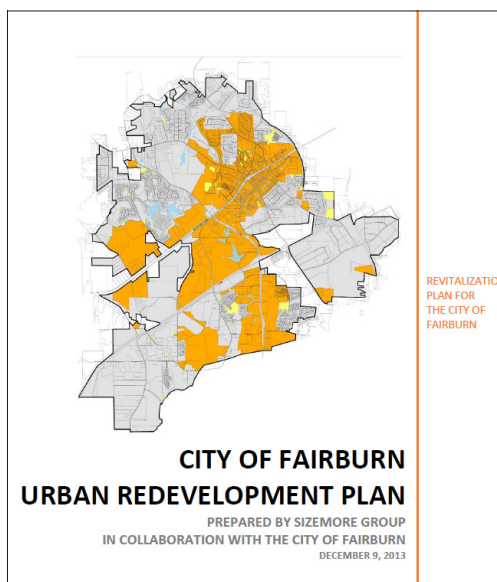 REVITALIZATIO
PLAN FOR
THE CITY OF
FAIRBURN
CITY OF FAIRBURN
URBAN REDEVELOPMENT PLAN
PREPARED BY SIZEMORE GROUP
IN COLLABORATION WITH THE CITY OF FAIRBURN
DECEMBER 9, 2013